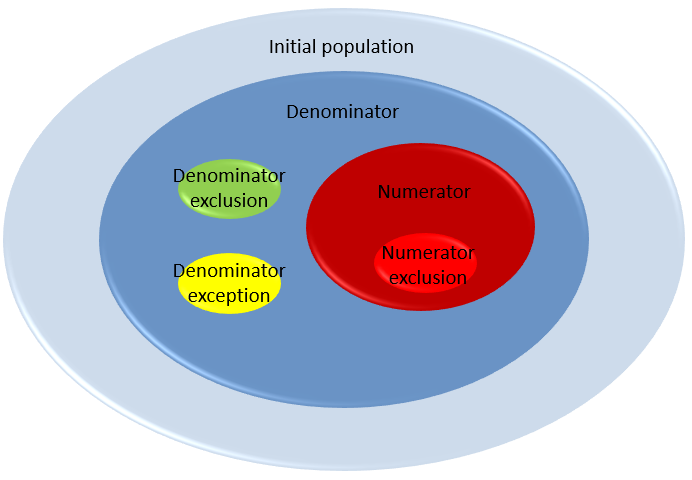 Initial population
Denominator
Denominator
exclusion
Numerator
Numerator
exclusion
Denominator
exception